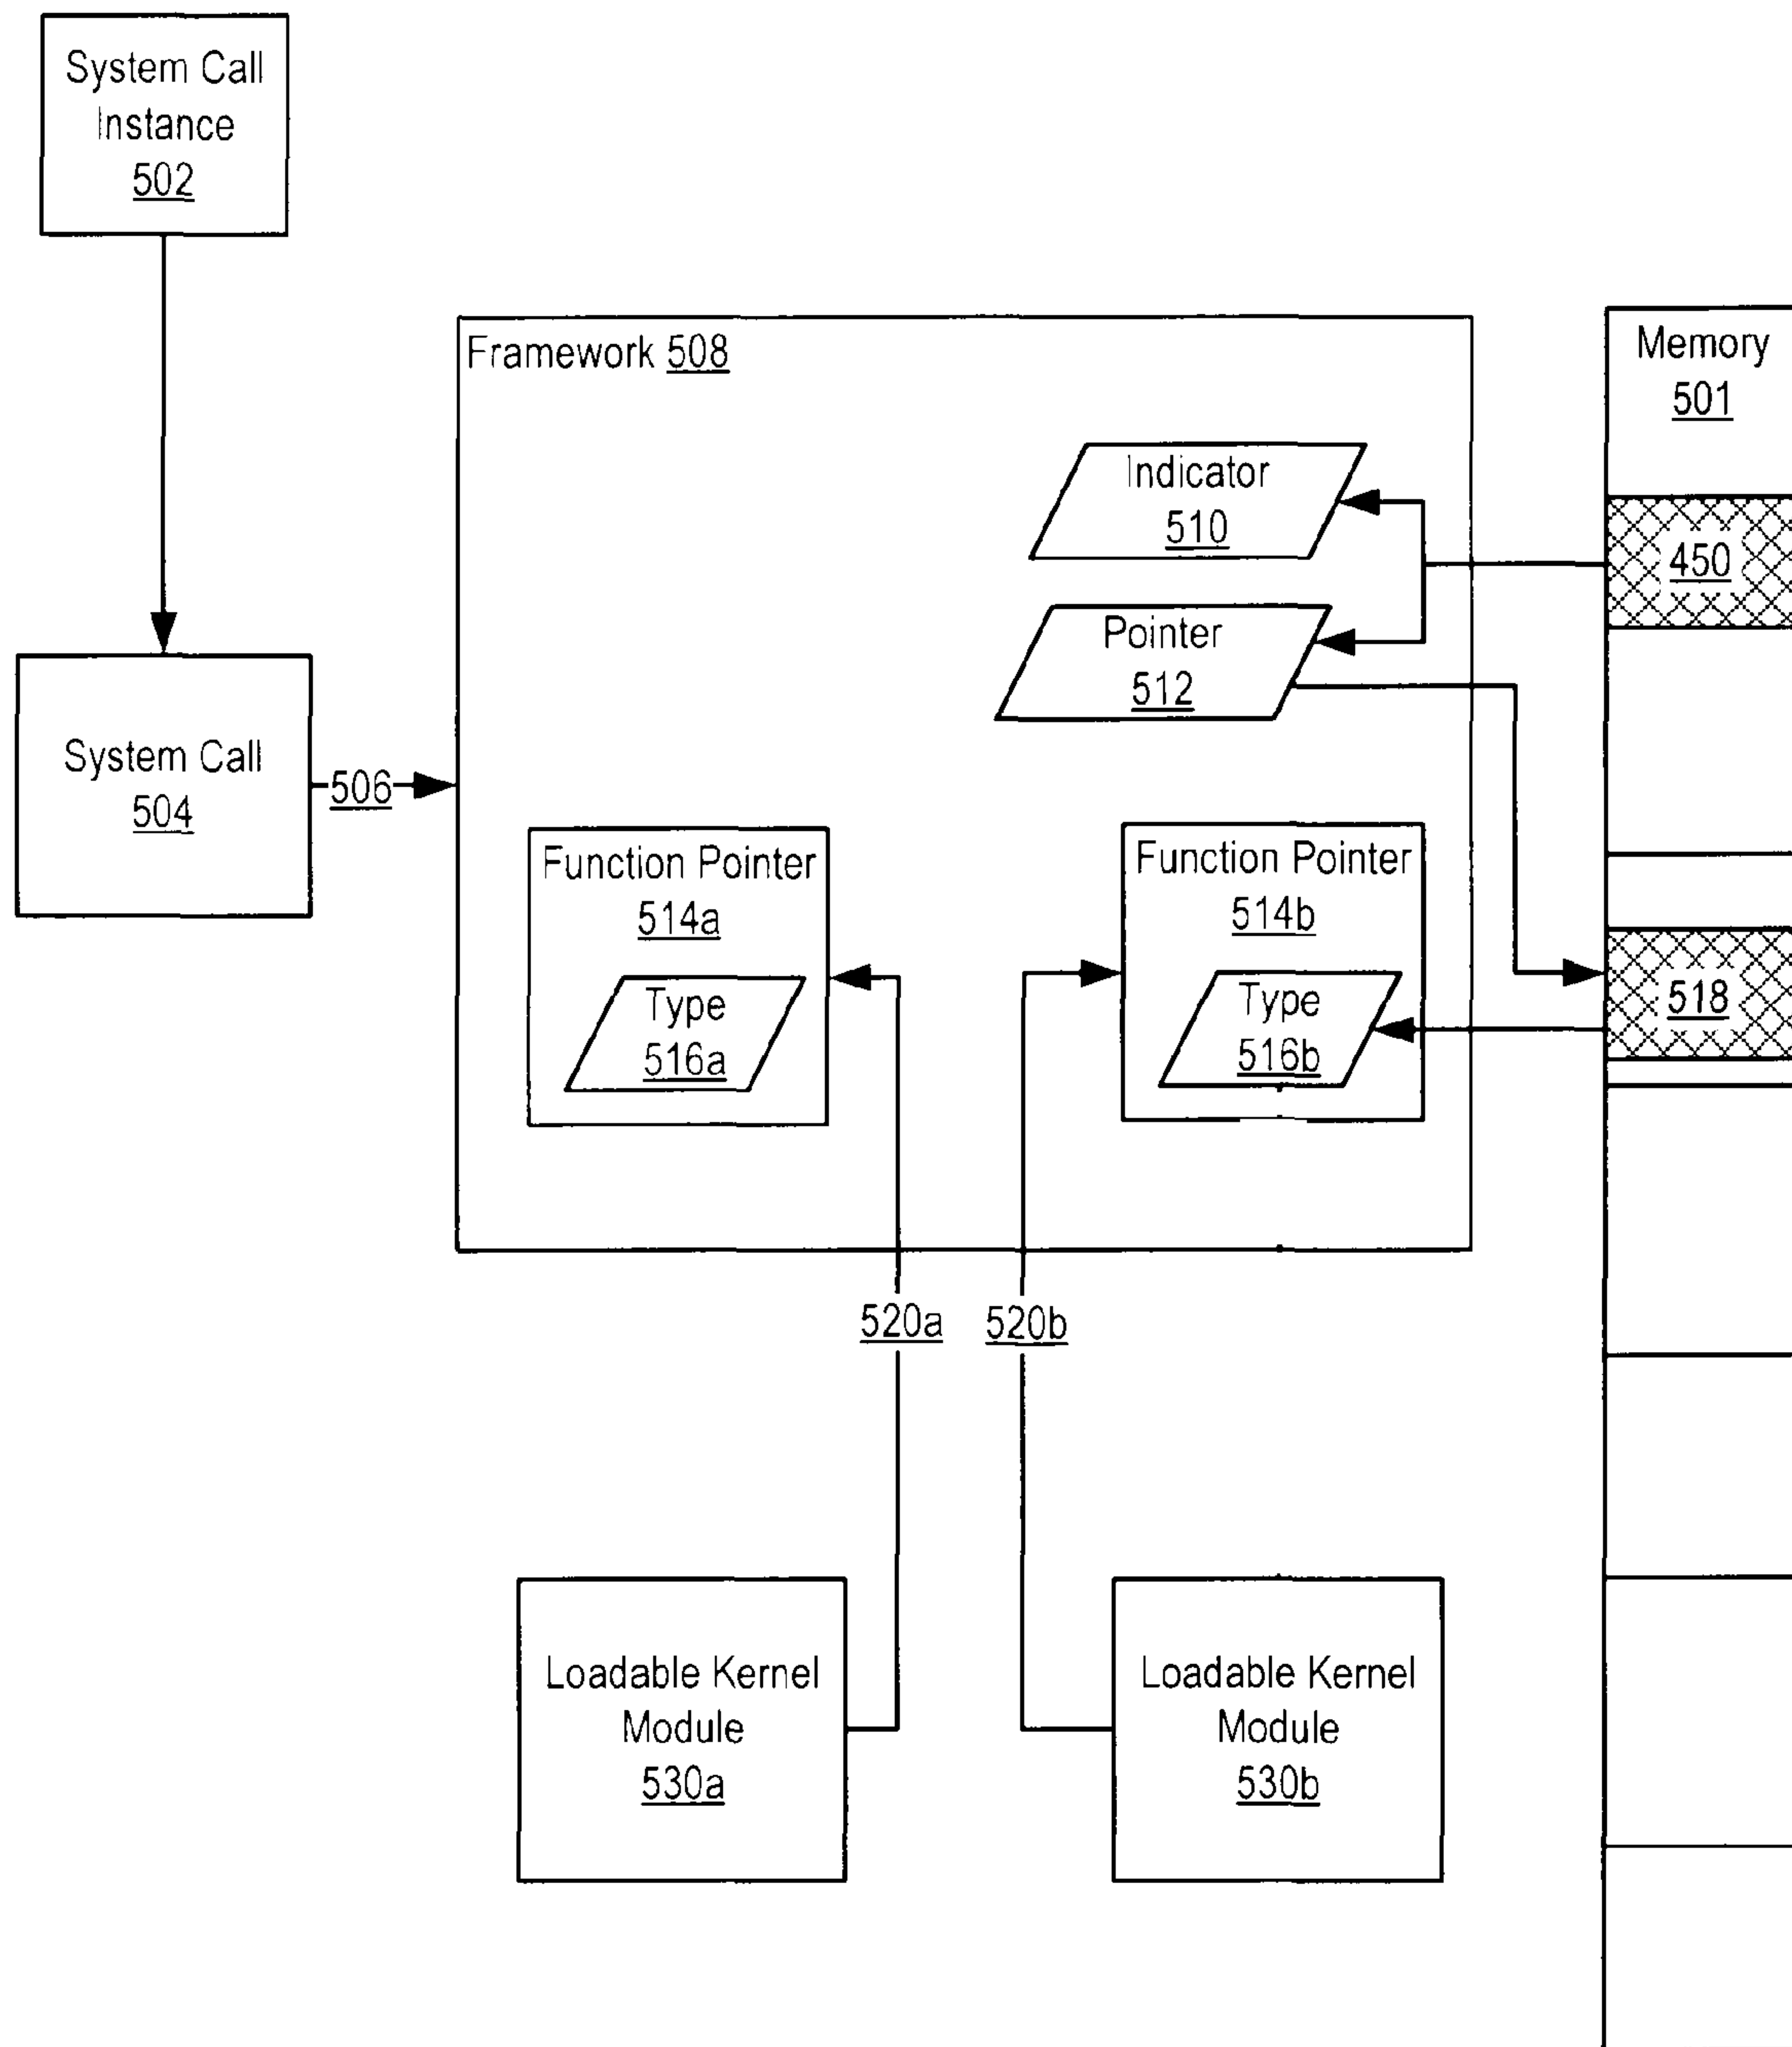 System Call
Instance
502
Framework 508
Memory
501
Indicator
510
450
Pointer
512
System Call
504
506
Function Pointer
514a
Type
516a
Function Pointer
514b
Type
516b
518
520a
520b
Loadable Kernel
Module
530a
Loadable Kernel
Module
530b